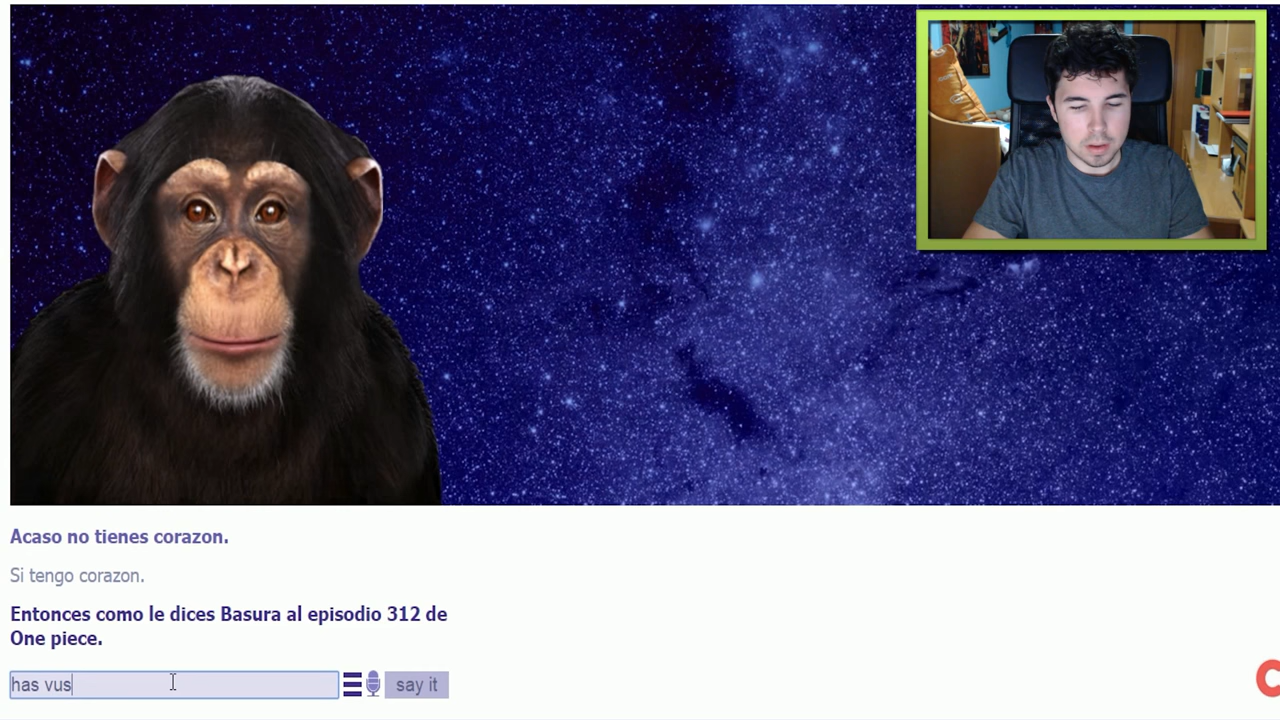 Acaso no tienes corazon.
Si tengo corazon.
Entonces como le dices Basura al episodio 312 de
One piece.
has vus
say it